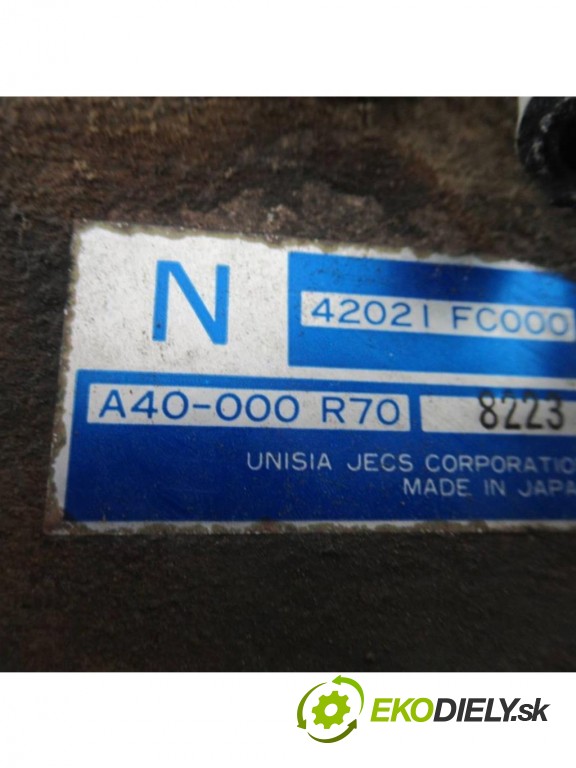 N
42021 FC000
A40-000 R70 8223
UNISIA JECS CORPORATIO
MADE IN JAPA
EKODIELY.sk